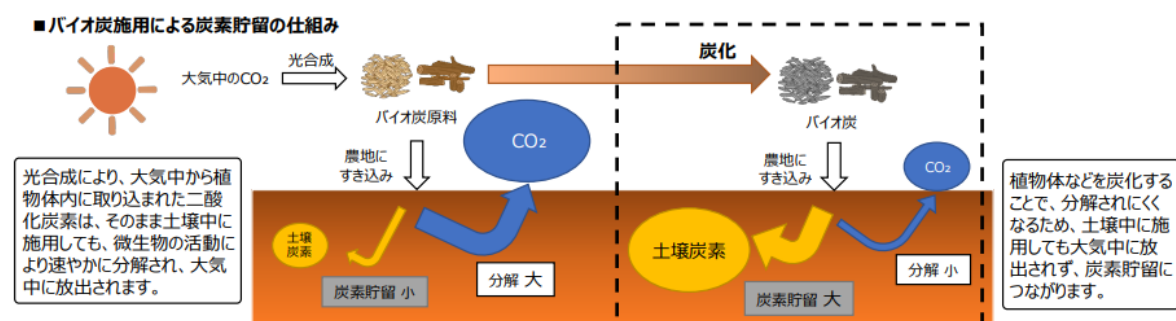 ■バイオ炭施用による炭素貯留の仕組み
大気中のCO₂
光合成
バイオ炭原料
炭化
バイオ炭
農地に
すき込み
CO₂
農地に
すき込み
CO₂
光合成により、大気中から植
物体内に取り込まれた二酸
化炭素は、そのまま土壌中に
施用しても、微生物の活動に
より速やかに分解され、大気
中に放出されます。
土壌
炭素
炭素貯留 小
分解 大
土壌炭素
炭素貯留 大
分解 小
植物体などを炭化する
ことで、分解されにくく
なるため、土壌中に施
用しても大気中に放
出されず、炭素貯留に
つながります。